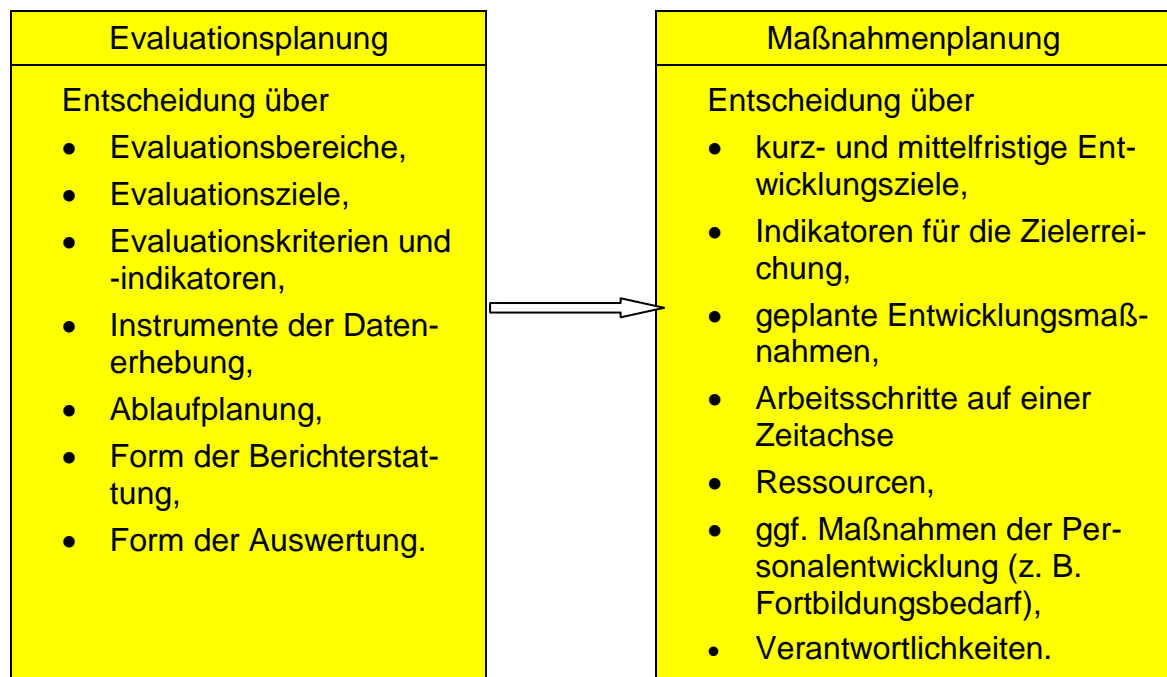 Evaluationsplanung
Entscheidung über
• Evaluationsbereiche,
• Evaluationsziele,
• Evaluationskriterien und
-indikatoren,
• Instrumente der Daten-
erhebung,
• Ablaufplanung,
• Form der Berichterstat-
tung,
• Form der Auswertung.
Maßnahmenplanung
Entscheidung über
• kurz- und mittelfristige Ent-
wicklungsziele,
• Indikatoren für die Zielerrei-
chung,
• geplante Entwicklungsmaß-
nahmen,
• Arbeitsschritte auf einer
Zeitachse
• Ressourcen,
• ggf. Maßnahmen der Per-
sonalentwicklung (z. B.
Fortbildungsbedarf),
• Verantwortlichkeiten.